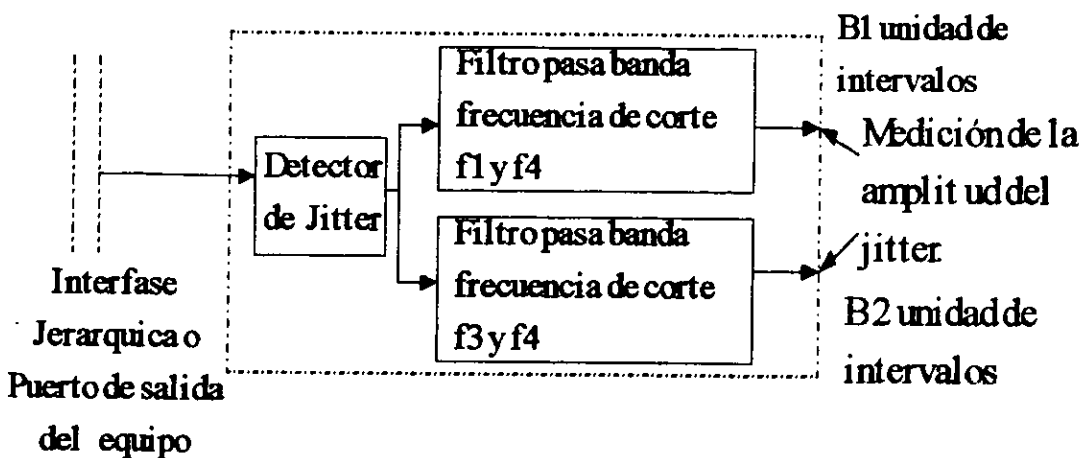 B1 unidad de
intervalos
Filtro pasa banda
frecuencia de corte
f1 y f4
Medición de la
amplitud del
jitter.
Detector
de Jitter
Filtro pasa banda
frecuencia de corte
f3 y f4
B2 unidad de
intervalos
Interfase
Jerarquica o
Puerto de salida
del equipo